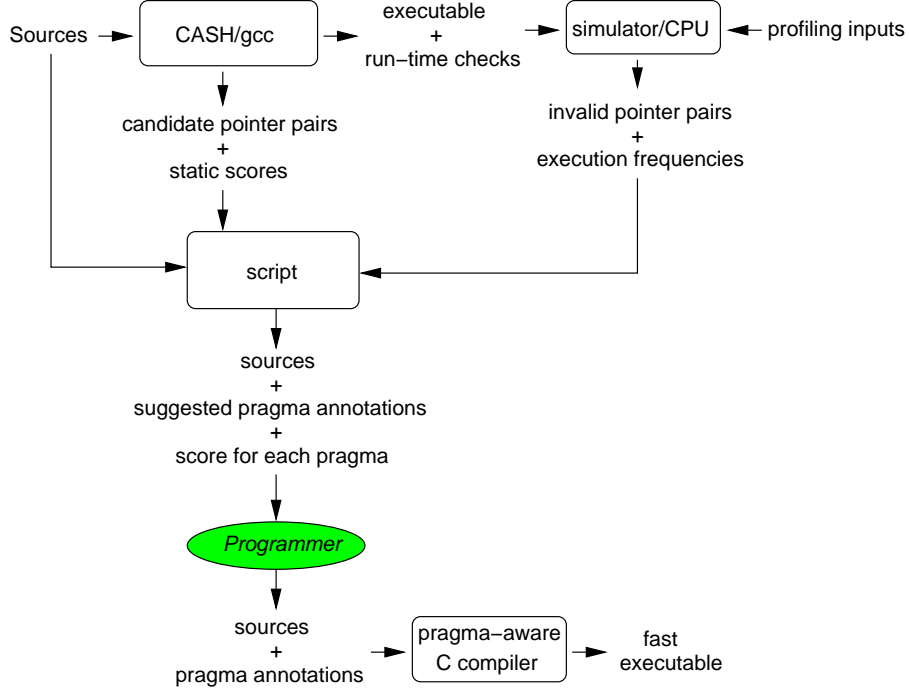 Sources
CASH/gcc
executable
+
run-time checks
simulator/CPU
profiling inputs
candidate pointer pairs
+
static scores
invalid pointer pairs
+
execution frequencies
script
sources
+
suggested pragma annotations
+
score for each pragma
Programmer
sources
+
pragma annotations
pragma-aware
C compiler
fast
executable